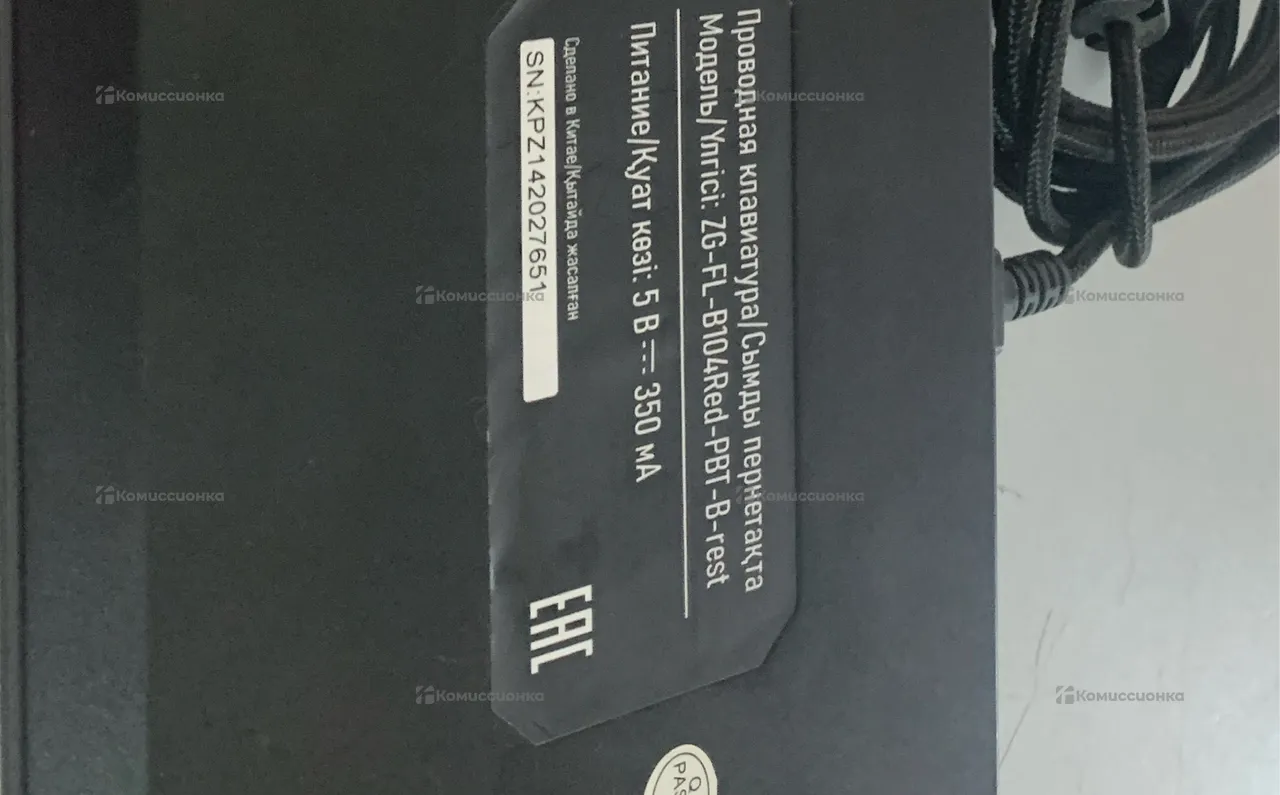 Проводная клавиатура/Сымды пернетақта
Модель/Үлгісі: ZG-FL-B104Red-PBT-B-rest
Питание/Қуат көзі: 5 В ⎓ 350 мА
Сделано в Китае/Қытайда жасалған
SN:KPZ142027651
EAC
Комиссионка
Комиссионка
Комиссионка
Комиссионка
Комиссионка
Комиссионка
Комиссионка
Комиссионка